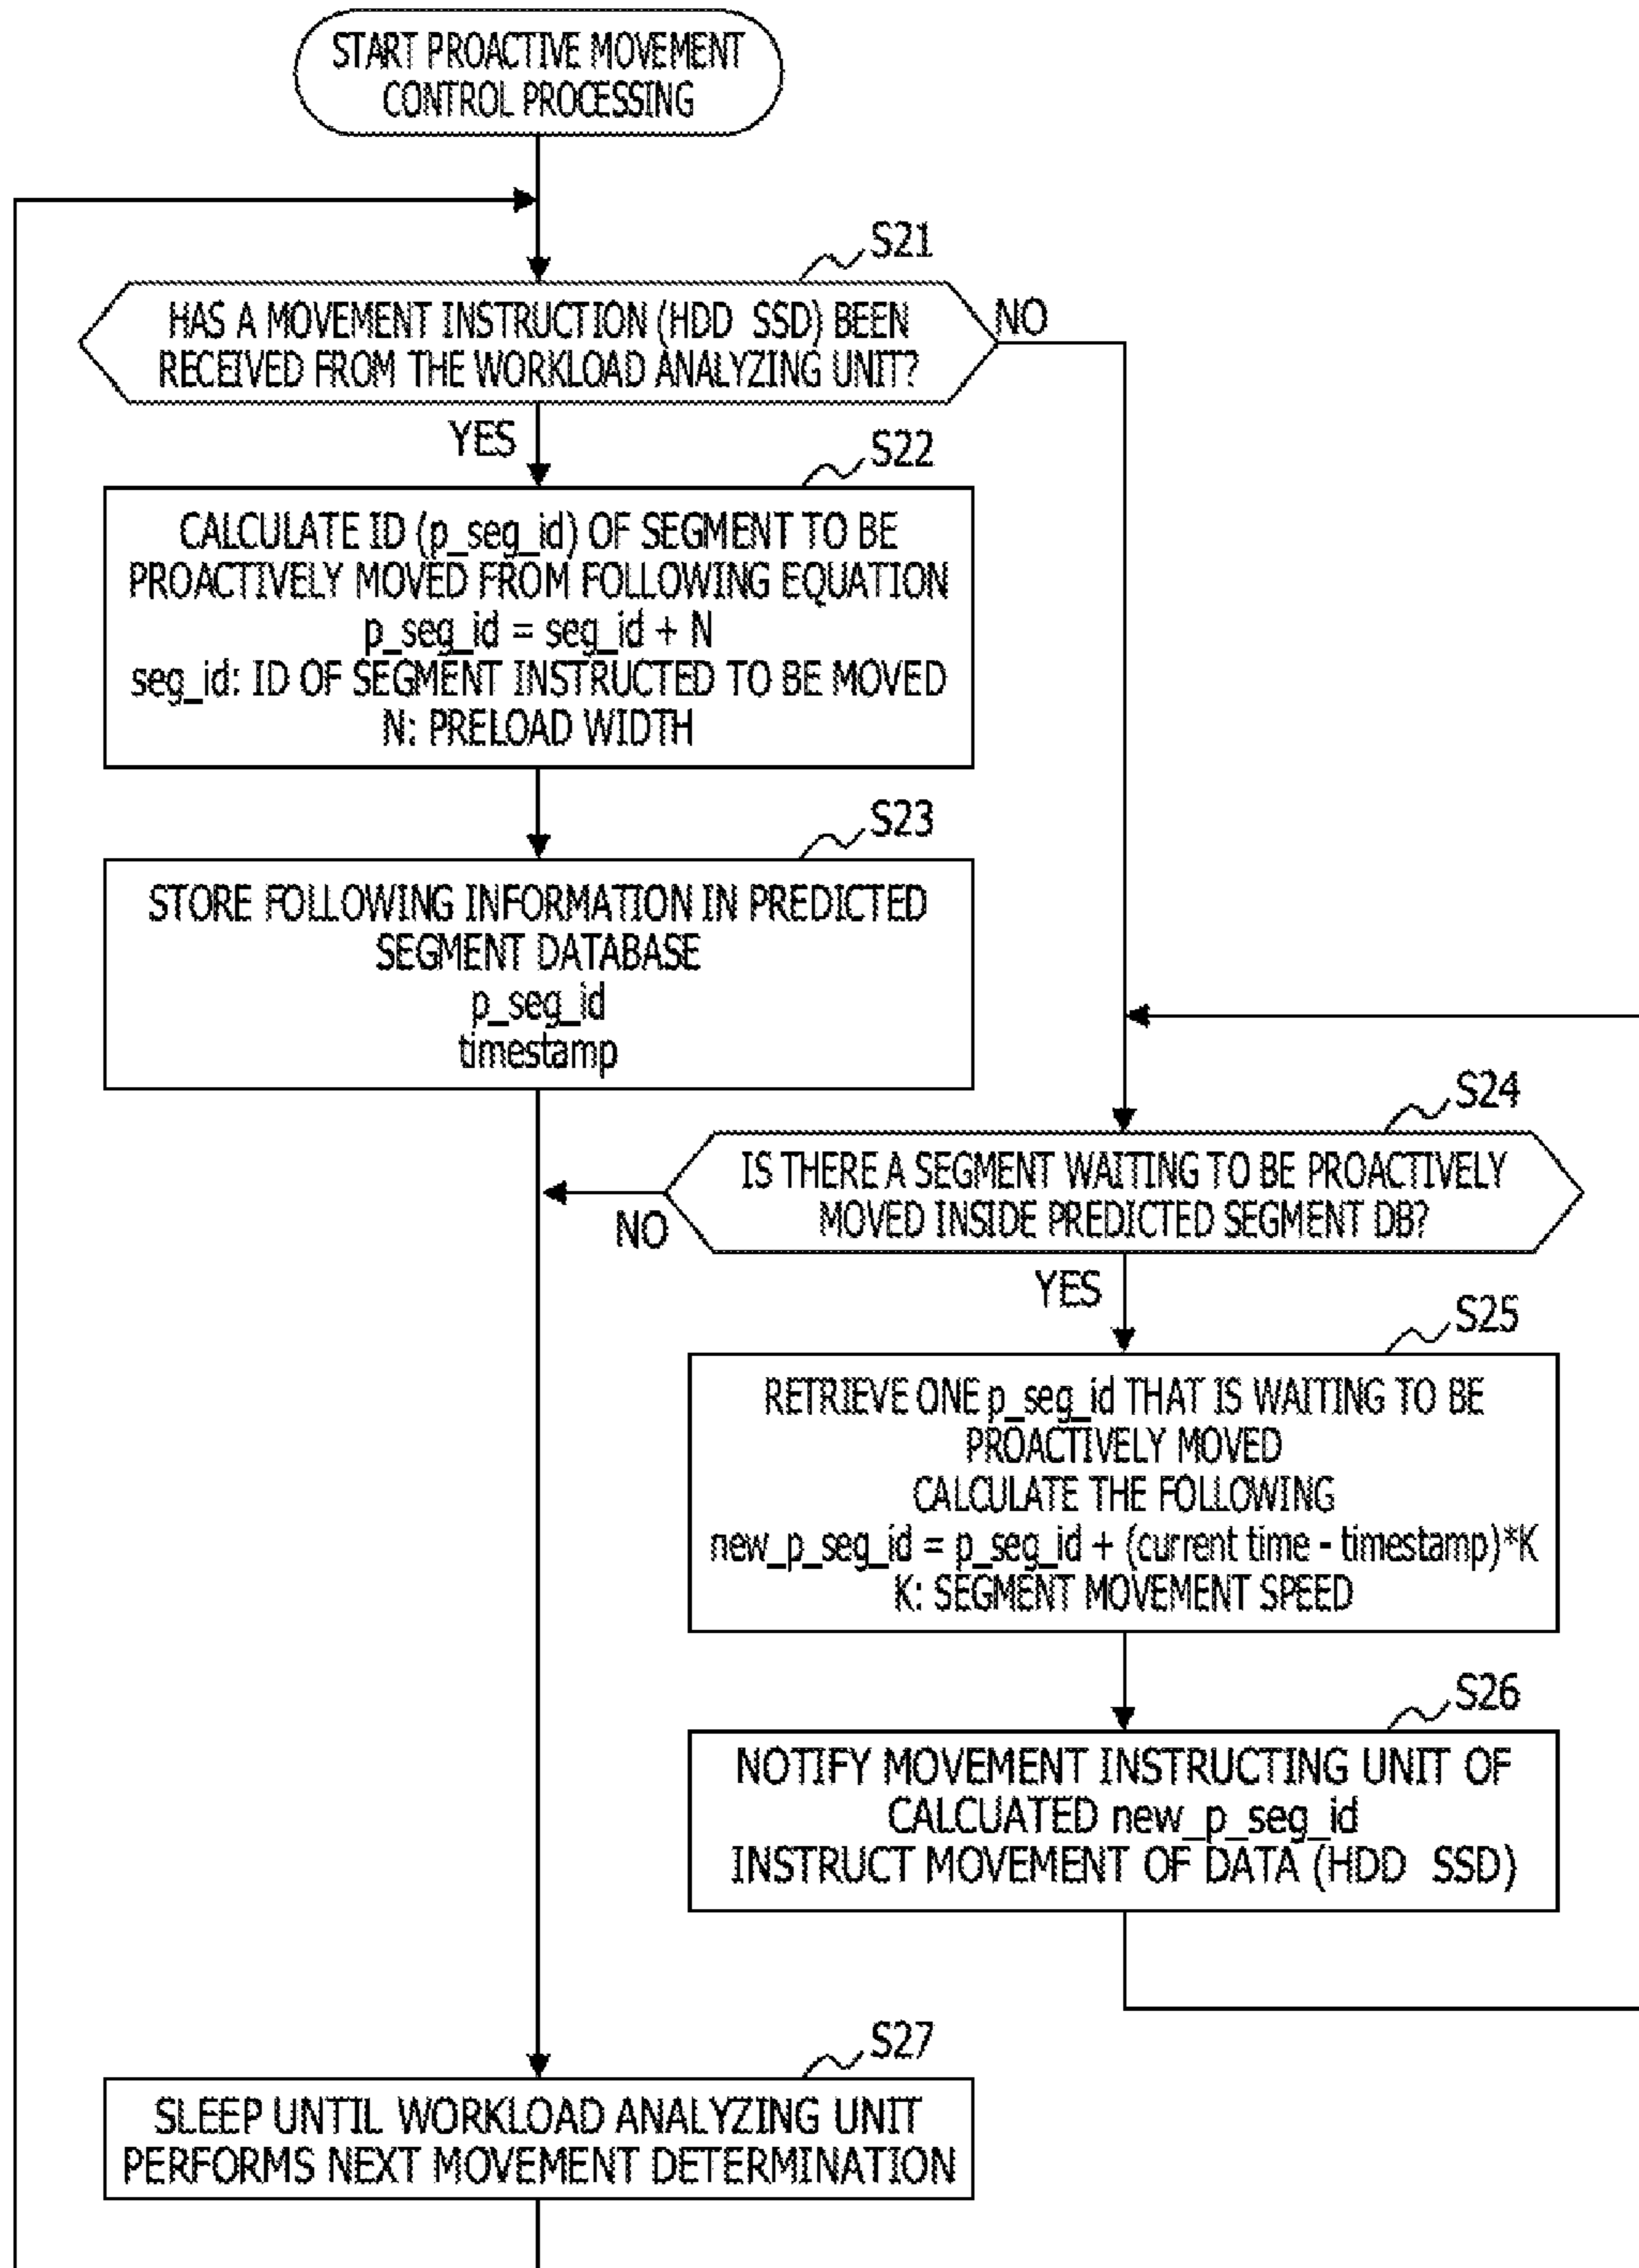 START PROACTIVE MOVEMENT
CONTROL PROCESSING
S21
HAS A MOVEMENT INSTRUCTION (HDD SSD) BEEN
RECEIVED FROM THE WORKLOAD ANALYZING UNIT?
NO
YES
S22
CALCULATE ID (p_seg_id) OF SEGMENT TO BE
PROACTIVELY MOVED FROM FOLLOWING EQUATION
p_seg_id = seg_id + N
seg_id: ID OF SEGMENT INSTRUCTED TO BE MOVED
N: PRELOAD WIDTH
S23
STORE FOLLOWING INFORMATION IN PREDICTED
SEGMENT DATABASE
p_seg_id
timestamp
S24
IS THERE A SEGMENT WAITING TO BE PROACTIVELY
MOVED INSIDE PREDICTED SEGMENT DB?
NO
YES
S25
RETRIEVE ONE p_seg_id THAT IS WAITING TO BE
PROACTIVELY MOVED
CALCULATE THE FOLLOWING
new_p_seg_id = p_seg_id + (current time - timestamp)*K
K: SEGMENT MOVEMENT SPEED
S26
NOTIFY MOVEMENT INSTRUCTING UNIT OF
CALCUATED new_p_seg_id
INSTRUCT MOVEMENT OF DATA (HDD SSD)
S27
SLEEP UNTIL WORKLOAD ANALYZING UNIT
PERFORMS NEXT MOVEMENT DETERMINATION